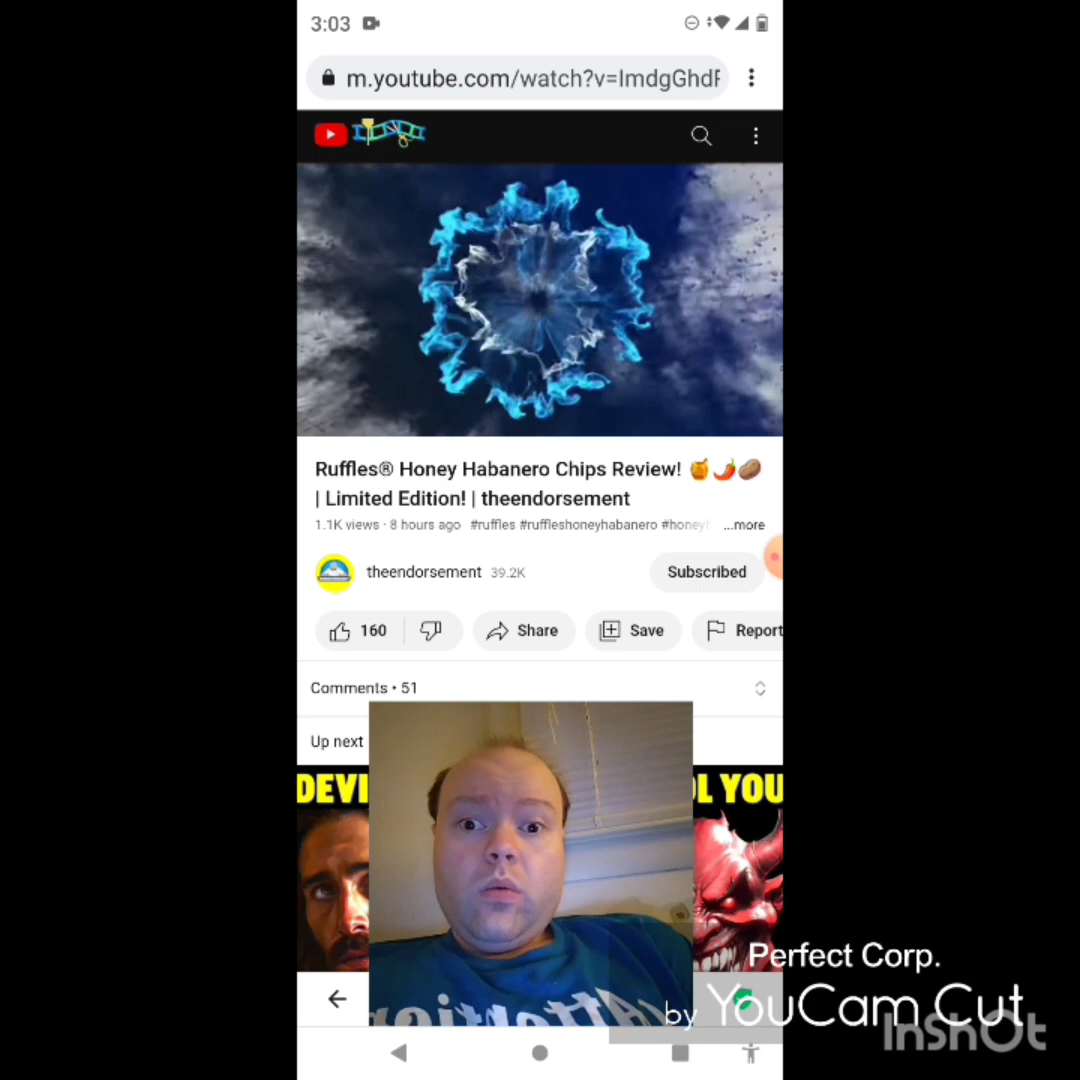 3:03
m.youtube.com/watch?v=ImdgGhdF
Ruffles® Honey Habanero Chips Review! 🍯🌶️🥔
| Limited Edition! | theendorsement
1.1K views · 8 hours ago #ruffles #ruffleshoneyhabanero #honeyh ...more
theendorsement 39.2K
Subscribed
160
Share
Save
Report
Comments • 51
Up next
DEVI
OL YOU
Attention
Perfect Corp.
by YouCam Cut
InShOt